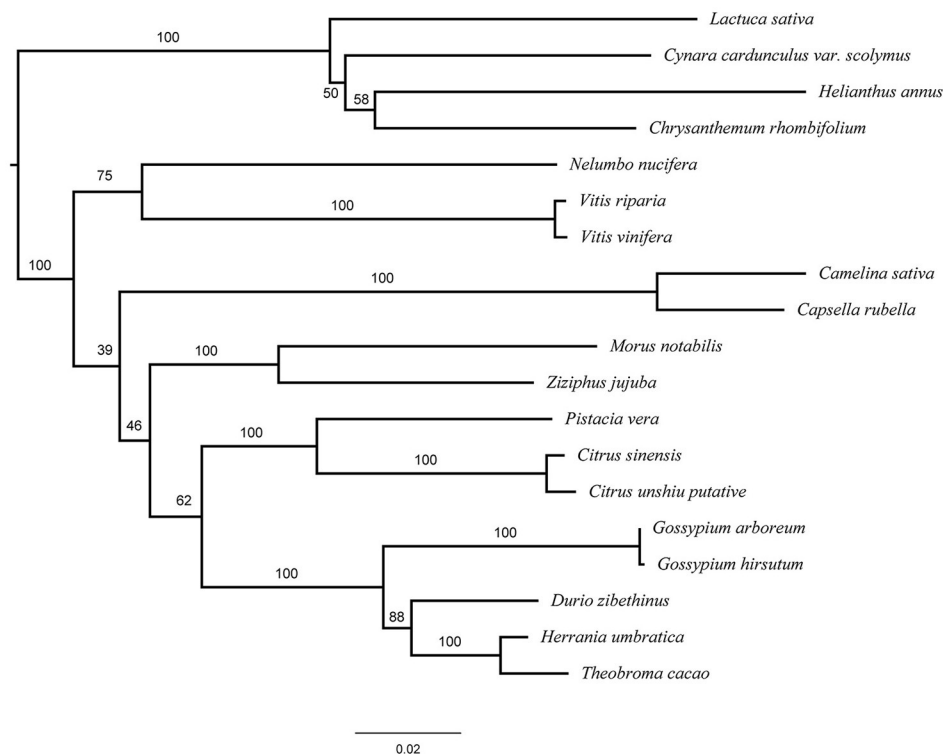 Lactuca sativa
100
Cynara cardunculus var. scolymus
50
58
Helianthus annus
Chrysanthemum rhombifolium
Nelumbo nucifera
75
Vitis riparia
100
Vitis vinifera
100
Camelina sativa
100
Capsella rubella
39
Morus notabilis
100
Ziziphus jujuba
46
Pistacia vera
100
Citrus sinensis
100
Citrus unshiu putative
62
Gossypium arboreum
100
Gossypium hirsutum
100
Durio zibethinus
88
Herrania umbratica
100
Theobroma cacao
0.02